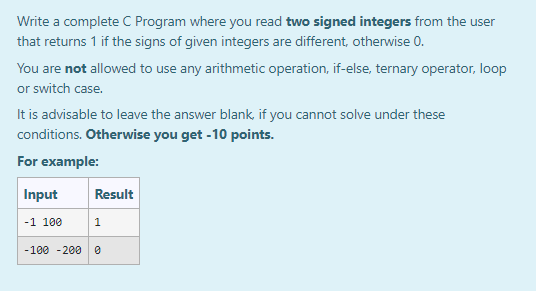 Write a complete C Program where you read two signed integers from the user
that returns 1 if the signs of given integers are different, otherwise 0.
You are not allowed to use any arithmetic operation, if-else, ternary operator, loop
or switch case.
It is advisable to leave the answer blank, if you cannot solve under these
conditions. Otherwise you get -10 points.
For example:
Input Result
-1 100 1
-100 -200 0